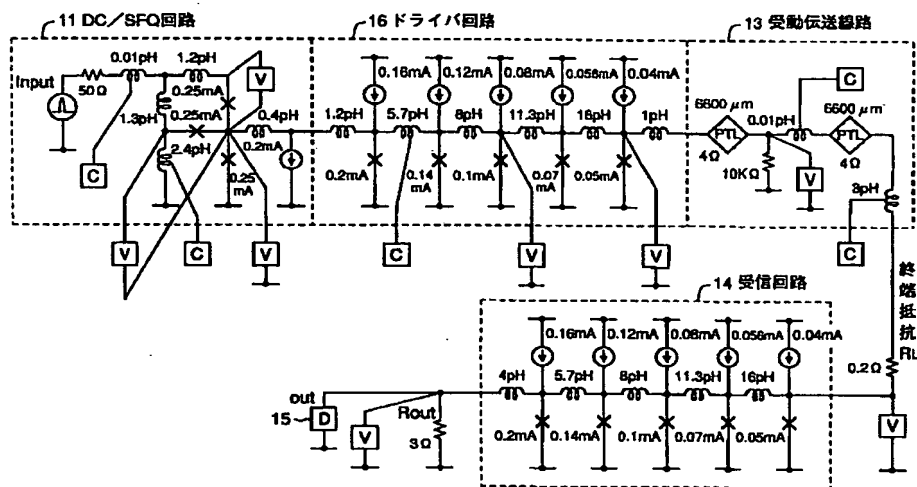 11 DC／SFQ回路
16 ドライバ回路
13 受動伝送線路
Input
50Ω
0.01pH
1.2pH
0.25mA
V
1.3pH
0.25mA
0.4pH
0.2mA
2.4pH
0.25
mA
C
V
C
V
0.16mA
0.12mA
0.08mA
0.056mA
0.04mA
1.2pH
5.7pH
8pH
11.3pH
16pH
1pH
0.2mA
0.14
mA
0.1mA
0.07
mA
0.05mA
C
V
V
C
6600 μm
PTL
4Ω
0.01pH
10KΩ
V
6600 μm
PTL
4Ω
3pH
C
終端抵抗RL
0.2Ω
V
14 受信回路
0.16mA
0.12mA
0.08mA
0.056mA
0.04mA
4pH
5.7pH
8pH
11.3pH
16pH
0.2mA
0.14mA
0.1mA
0.07mA
0.05mA
out
15
D
V
Rout
3Ω